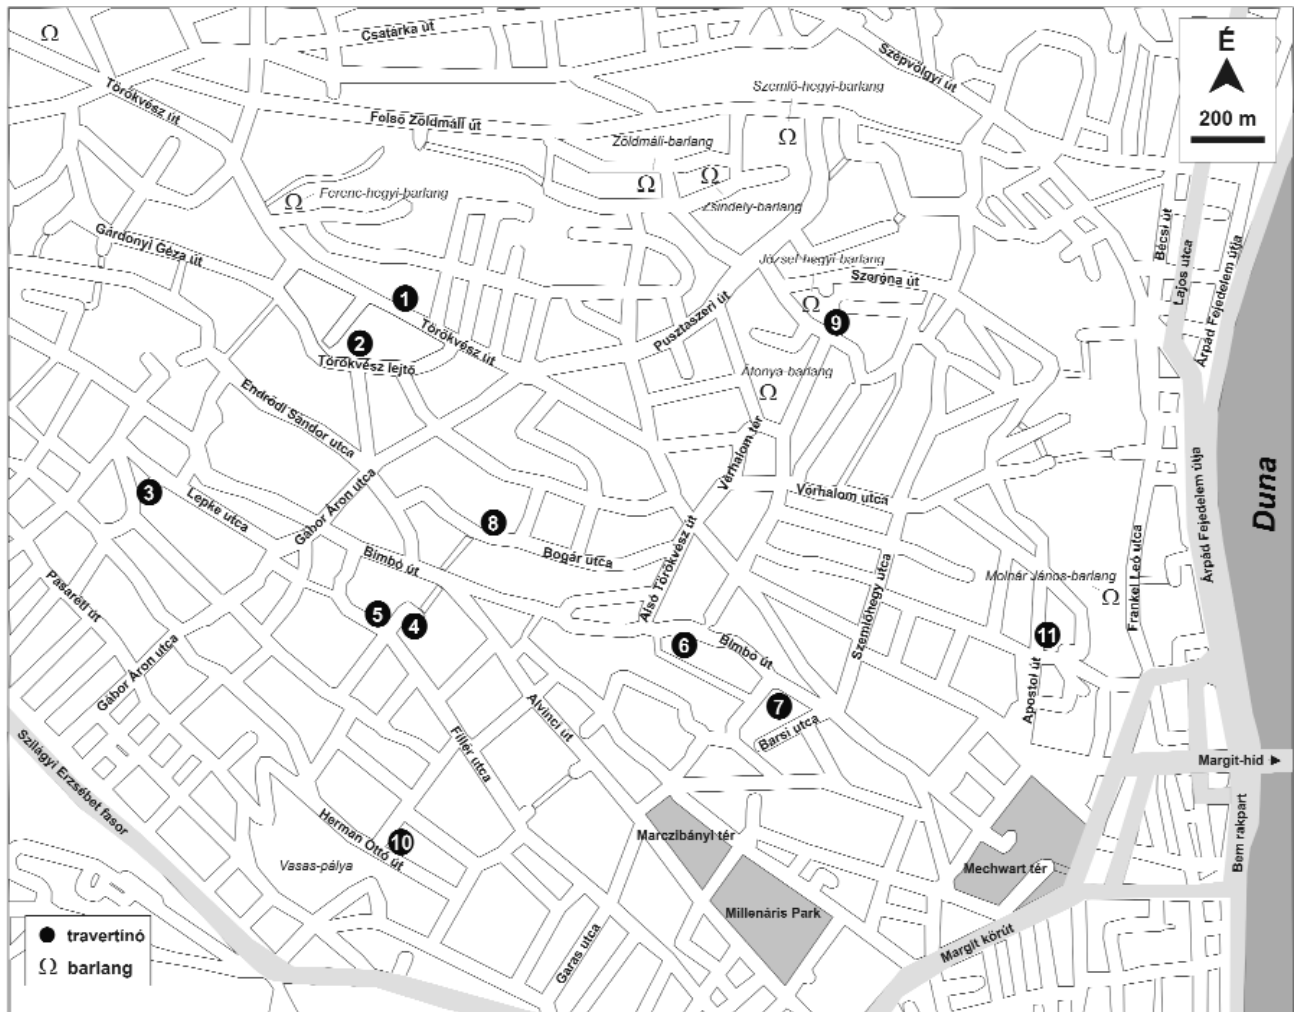 Csatárka út
Szépvölgyi út
É
200 m
Törökvész út
Felső Zöldmáli út
Szemlő-hegyi-barlang
Zöldmáli-barlang
Ferenc-hegyi-barlang
Zsindely-barlang
Gárdonyi Géza út
József-hegyi-barlang
Szeréna út
Bécsi út
Lajos utca
Árpád Fejedelem útja
1
Törökvész út
2
Törökvész lejtő
Pusztaszeri út
9
Átonya-barlang
Endrődi Sándor utca
Vérhalom tér
Vérhalom utca
3
Lepke utca
Gábor Áron utca
8
Bimbó út
Bogár utca
Alsó Törökvész út
Szemlőhegy utca
Molnár János-barlang
Frankel Leó utca
Árpád Fejedelem útja
Duna
Pasaréti út
5
4
6
Bimbó út
11
Gábor Áron utca
7
Barsi utca
Apostol út
Alvinci út
Fillér utca
Szilágyi Erzsébet fasor
Margit-híd
Herman Ottó út
10
Vasas-pálya
Marczibányi tér
Mechwart tér
Bem rakpart
Millenáris Park
Margit körút
Garas utca
travertínó
barlang